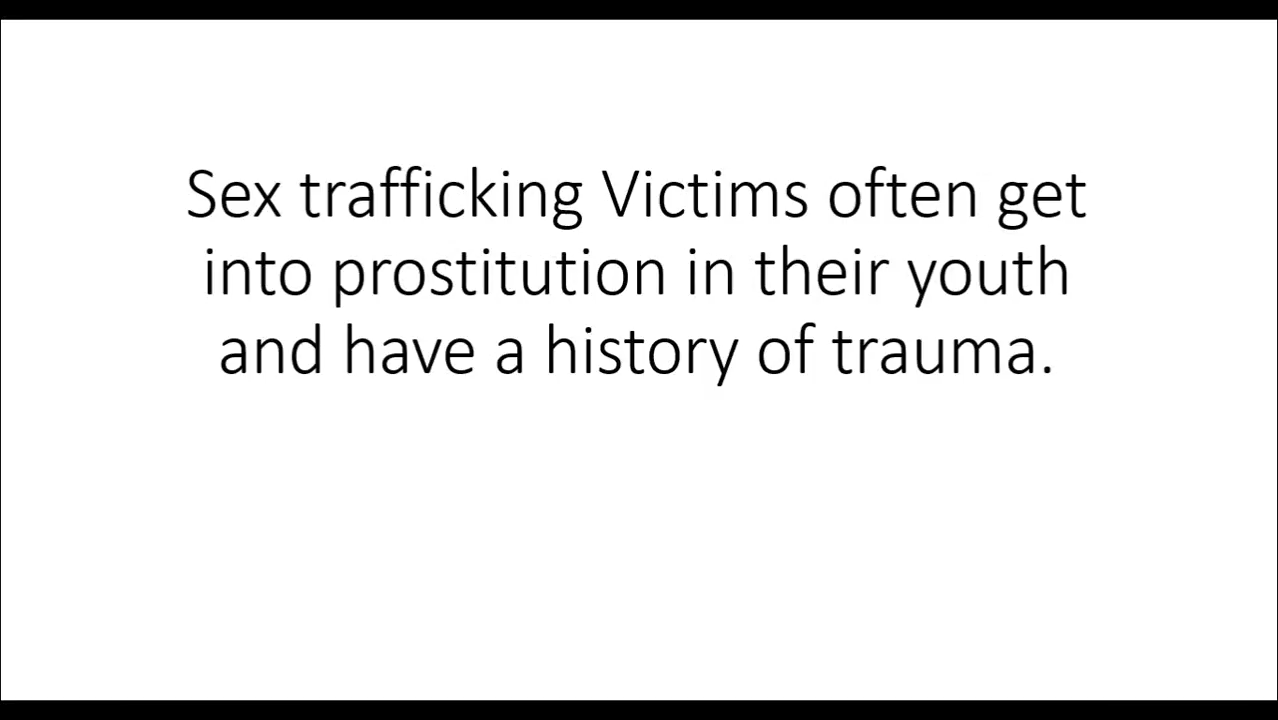 Sex trafficking Victims often get
into prostitution in their youth
and have a history of trauma.